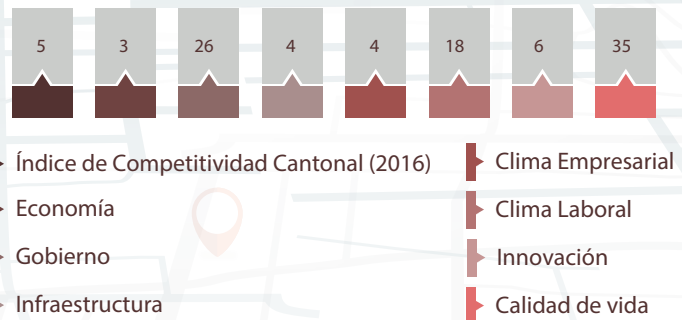 5 3 26 4 4 18 6 35
Índice de Competitividad Cantonal (2016)
Economía
Gobierno
Infraestructura
Clima Empresarial
Clima Laboral
Innovación
Calidad de vida